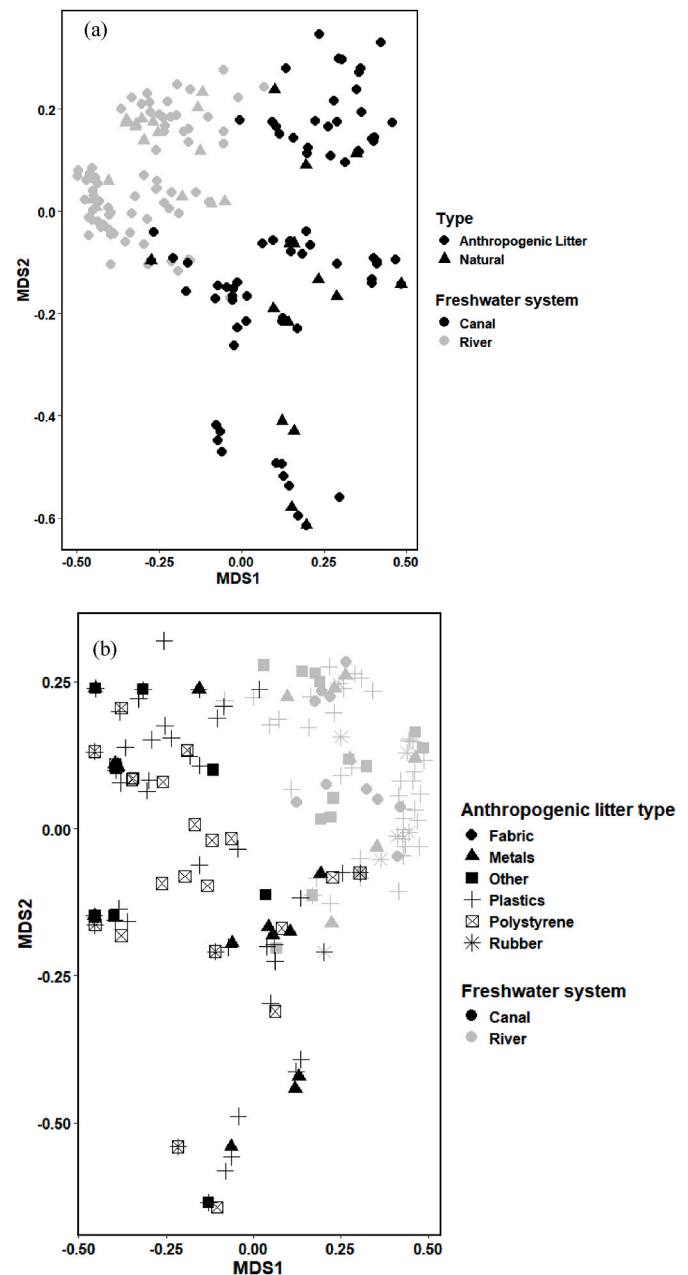 (a)
0.2
0.0
-0.2
-0.4
-0.6
MDS2
-0.50
-0.25
0.00
0.25
0.50
MDS1
Type
Anthropogenic Litter
Natural
Freshwater system
Canal
River
(b)
0.25
0.00
-0.25
-0.50
MDS2
-0.50
-0.25
0.00
0.25
0.50
MDS1
Anthropogenic litter type
Fabric
Metals
Other
Plastics
Polystyrene
Rubber
Freshwater system
Canal
River